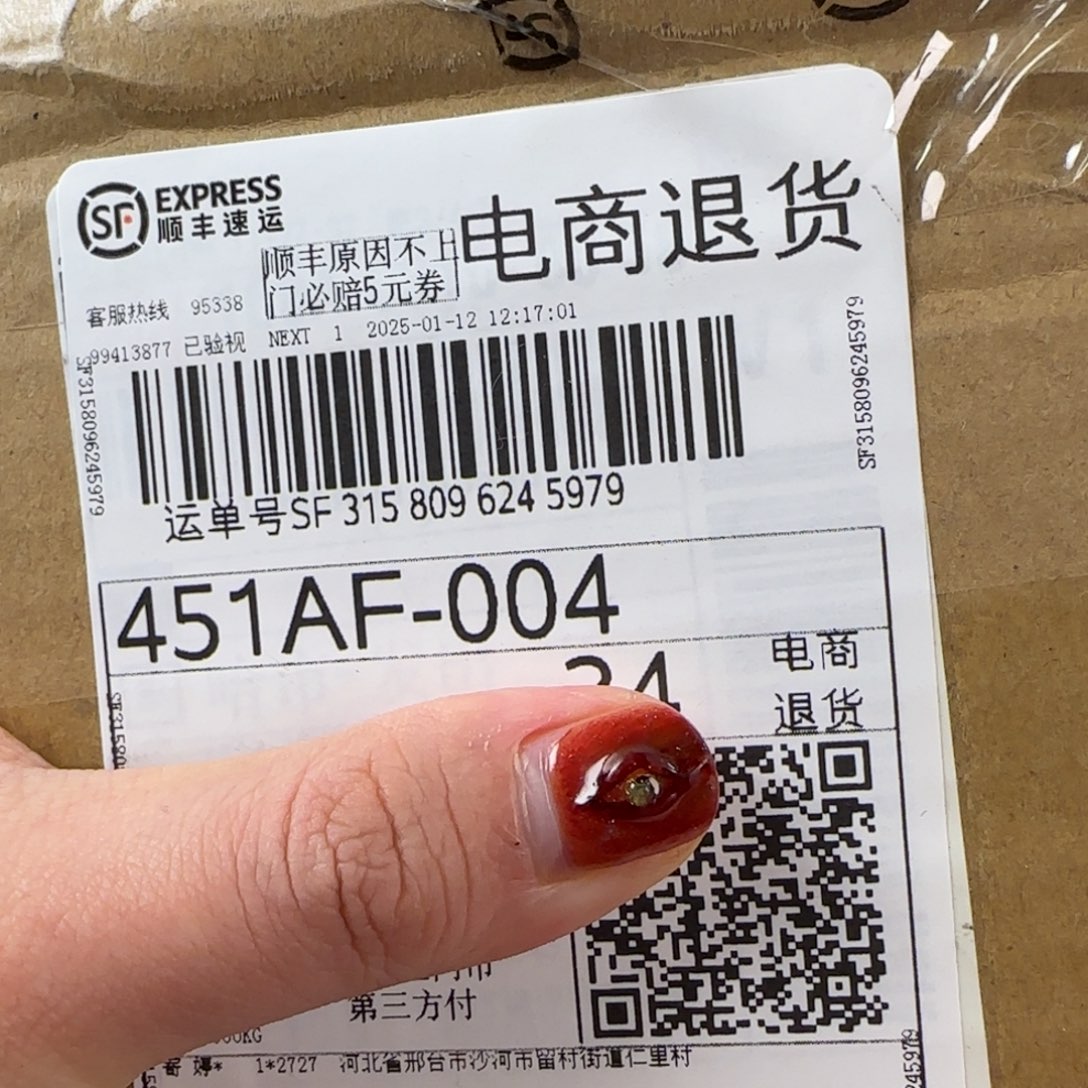 SF EXPRESS
顺丰速运
电商退货
顺丰原因不上
门必赔5元券
客服热线 95338
99413877 已验视 NEXT 1 2025-01-12 12:17:01
SF3158096245979
SF3158096245979
运单号SF 315 809 624 5979
451AF-004
34
电商
退货
第三方付
KG
寄 婷* 1*2727 河北省邢台市沙河市留村街道仁里村